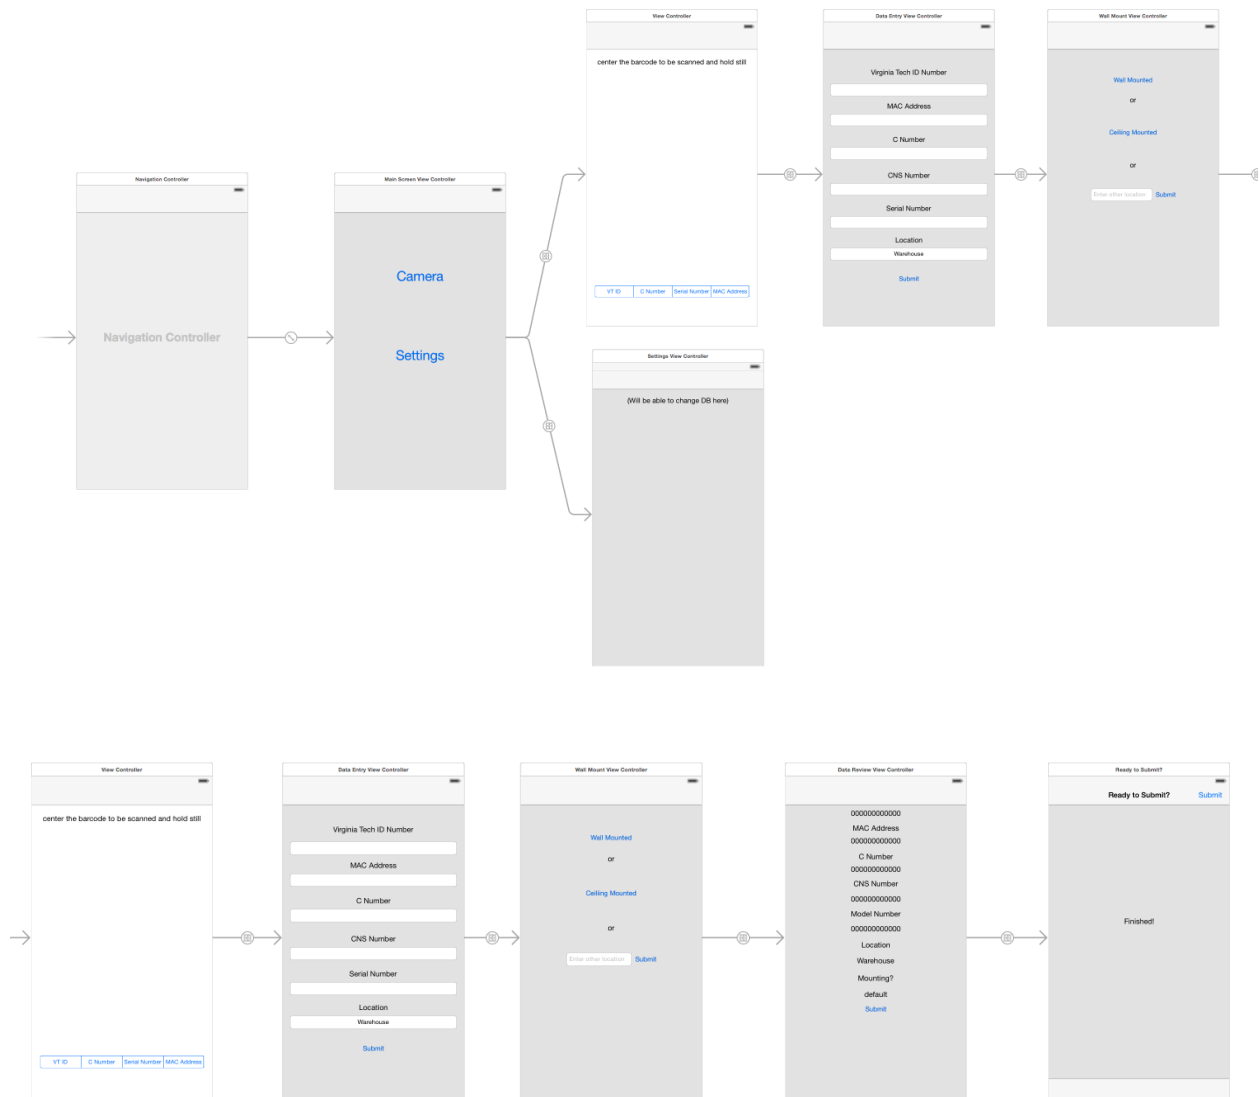 View Controller
center the barcode to be scanned and hold still
VT ID
C Number
Serial Number
MAC Address
Data Entry View Controller
Virginia Tech ID Number
MAC Address
C Number
CNS Number
Serial Number
Location
Warehouse
Submit
Wall Mount View Controller
Wall Mounted
or
Ceiling Mounted
or
Enter other location
Submit
Navigation Controller
Navigation Controller
Main Screen View Controller
Camera
Settings
Settings View Controller
(Will be able to change DB here)
View Controller
center the barcode to be scanned and hold still
VT ID
C Number
Serial Number
MAC Address
Data Entry View Controller
Virginia Tech ID Number
MAC Address
C Number
CNS Number
Serial Number
Location
Warehouse
Submit
Wall Mount View Controller
Wall Mounted
or
Ceiling Mounted
or
Enter other location
Submit
Data Review View Controller
000000000000
MAC Address
000000000000
C Number
000000000000
CNS Number
000000000000
Model Number
000000000000
Location
Warehouse
Mounting?
default
Submit
Ready to Submit?
Ready to Submit?
Submit
Finished!